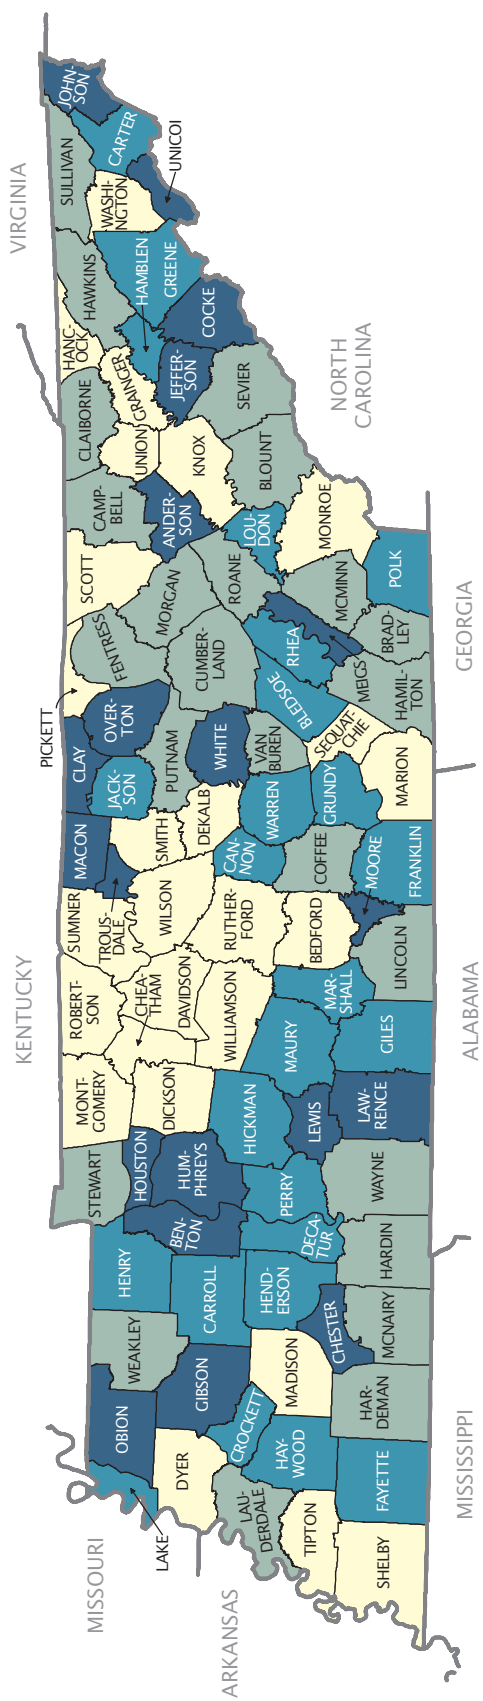 MISSOURI
ARKANSAS
KENTUCKY
VIRGINIA
NORTH
CAROLINA
GEORGIA
ALABAMA
MISSISSIPPI
LAKE
OBION
WEAKLEY
HENRY
STEWART
MONT-
GOMERY
ROBERT-
SON
SUMNER
TROUS-
DALE
MACON
CLAY
PICKETT
SCOTT
CAMP-
BELL
CLAIBORNE
HANC-
OCK
HAWKINS
SULLIVAN
JOHN-
SON
DYER
GIBSON
CARROLL
BEN-
TON
HOUSTON
HUM-
PHREYS
DICKSON
CHEA-
THAM
DAVIDSON
WILSON
SMITH
JACK-
SON
OVER-
TON
FENTRESS
PUTNAM
MORGAN
ANDER-
SON
UNION
GRAINGER
HAMBLEN
GREENE
WASHI-
NGTON
CARTER
UNICOI
LAU-
DERDALE
CROCKETT
MADISON
HEND-
ERSON
DECA-
TUR
PERRY
HICKMAN
WILLIAMSON
RUTHER-
FORD
CAN-
NON
DEKALB
WHITE
CUMBER-
LAND
ROANE
KNOX
JEFFER-
SON
COCKE
SEVIER
BLOUNT
LOU-
DON
TIPTON
HAY-
WOOD
CHESTER
LEWIS
MAURY
MAR-
SHALL
BEDFORD
COFFEE
WARREN
VAN
BUREN
BLEDSOE
RHEA
MEIGS
MCMINN
MONROE
SHELBY
FAYETTE
HAR-
DEMAN
MCNAIRY
HARDIN
WAYNE
LAW-
RENCE
GILES
LINCOLN
MOORE
FRANKLIN
GRUNDY
SEQUAT-
CHIE
MARION
HAMIL-
TON
BRAD-
LEY
POLK